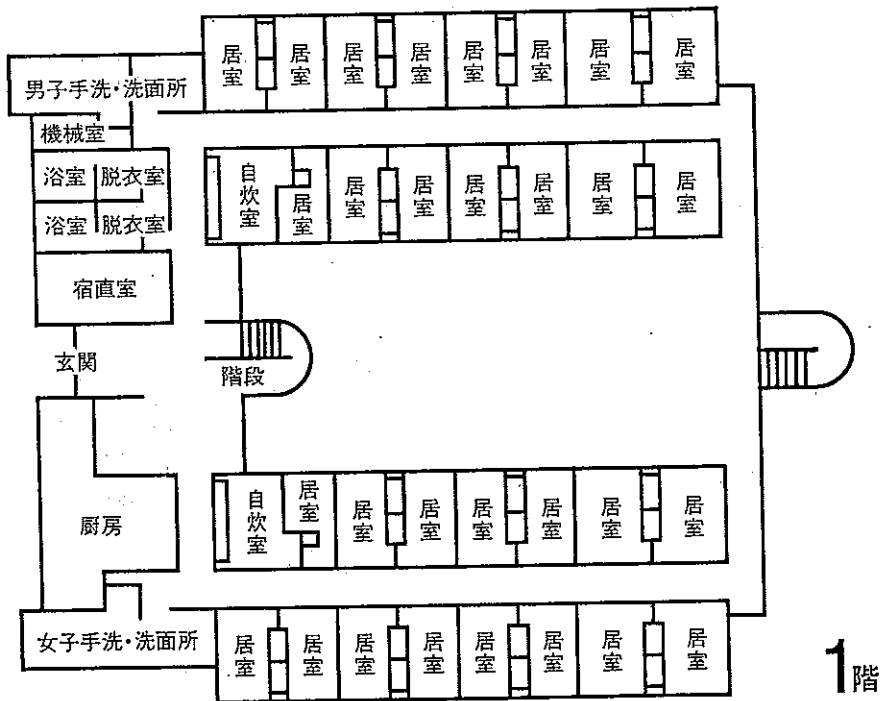 居室 居室 居室 居室 居室 居室 居室 居室
男子手洗・洗面所
機械室
浴室 脱衣室
自炊室 居室 居室 居室 居室 居室 居室 居室
浴室 脱衣室
宿直室
玄関
階段
厨房
自炊室 居室 居室 居室 居室 居室 居室 居室
女子手洗・洗面所
居室 居室 居室 居室 居室 居室 居室 居室
1階